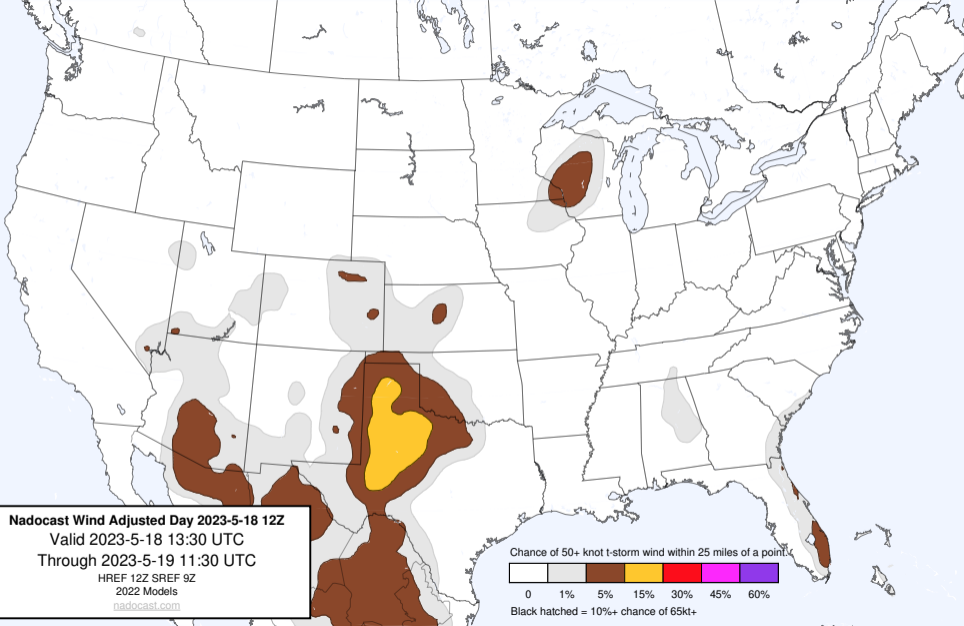 Nadocast Wind Adjusted Day 2023-5-18 12Z
Valid 2023-5-18 13:30 UTC
Through 2023-5-19 11:30 UTC
HREF 12Z SREF 9Z
2022 Models
nadocast.com
Chance of 50+ knot t-storm wind within 25 miles of a point.
0 1% 5% 15% 30% 45% 60%
Black hatched = 10%+ chance of 65kt+